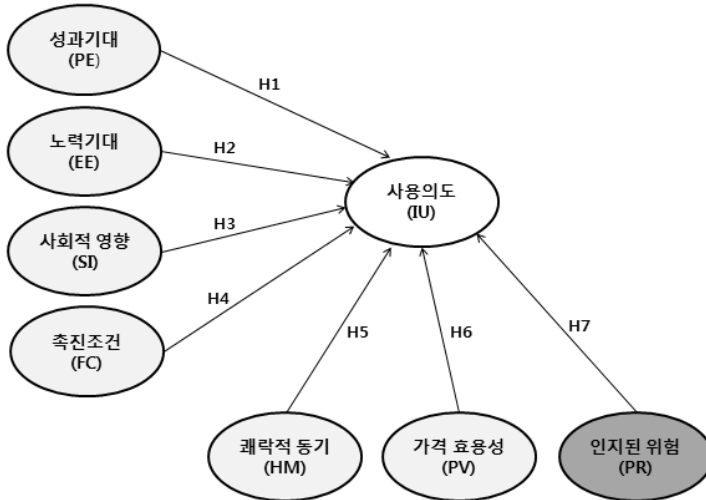 성과기대
(PE)
H1
노력기대
(EE)
H2
사용의도
(IU)
사회적 영향
(SI)
H3
H4
촉진조건
(FC)
H5
H6
H7
쾌락적 동기
(HM)
가격 효용성
(PV)
인지된 위험
(PR)